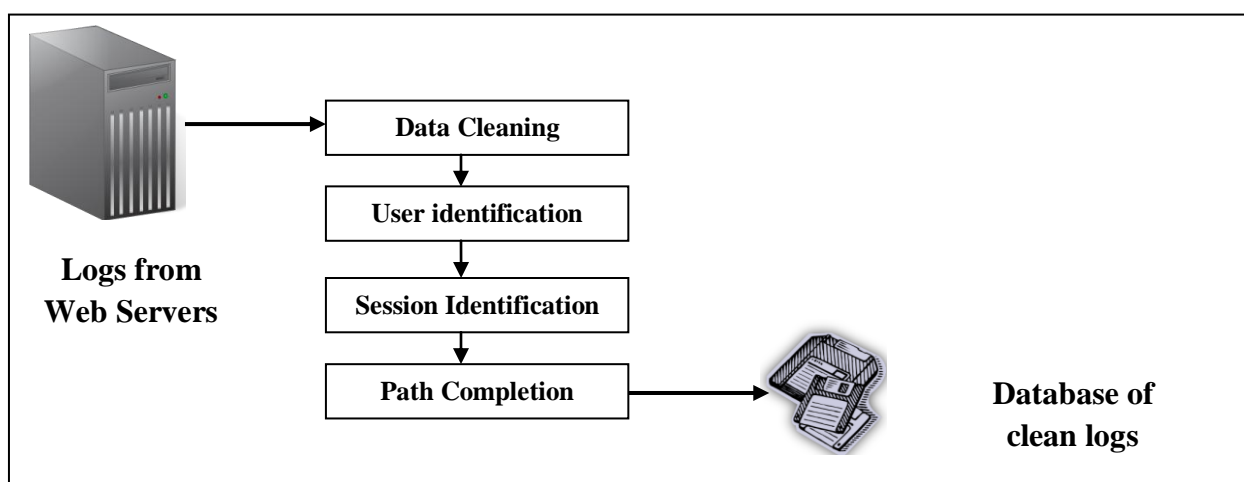 Data Cleaning
User identification
Logs from
Web Servers
Session Identification
Path Completion
Database of
clean logs